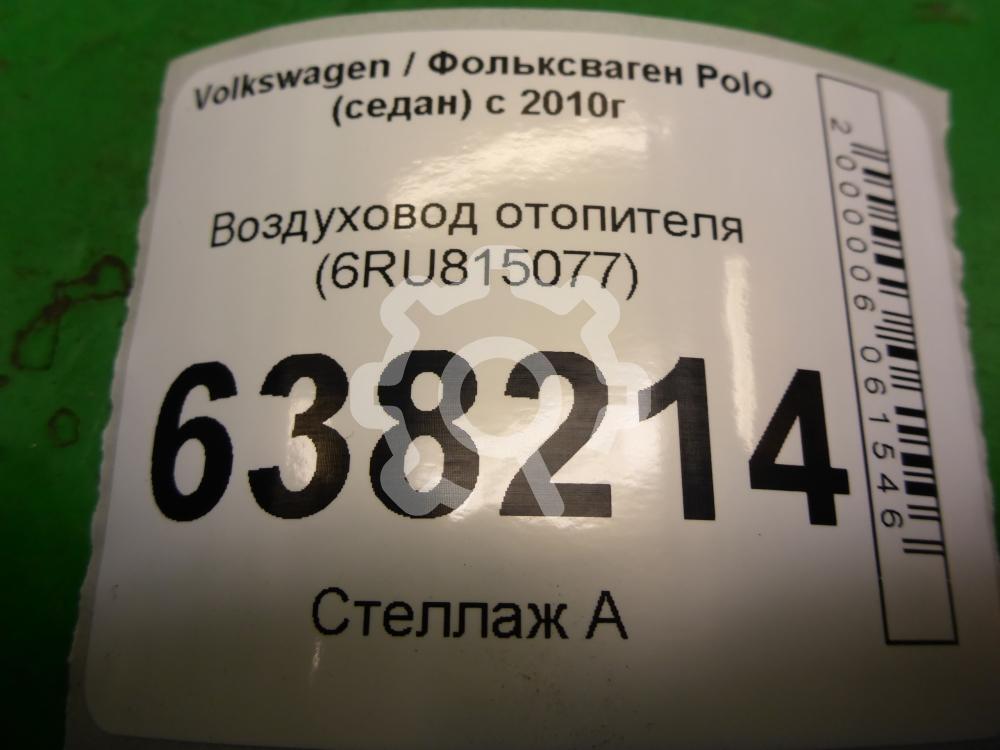 Volkswagen / Фольксваген Polo
(седан) с 2010г
Воздуховод отопителя
(6RU815077)
638214
Стеллаж А
2000006061546